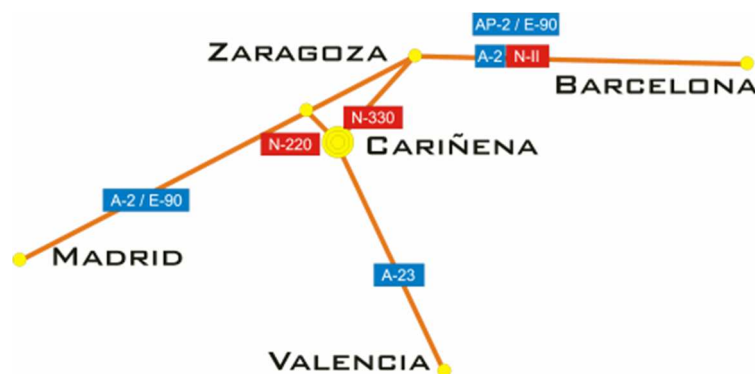 AP-2 / E-90
ZARAGOZA
A-2 N-II
BARCELONA
N-330
N-220
CARIÑENA
A-2 / E-90
MADRID
A-23
VALENCIA